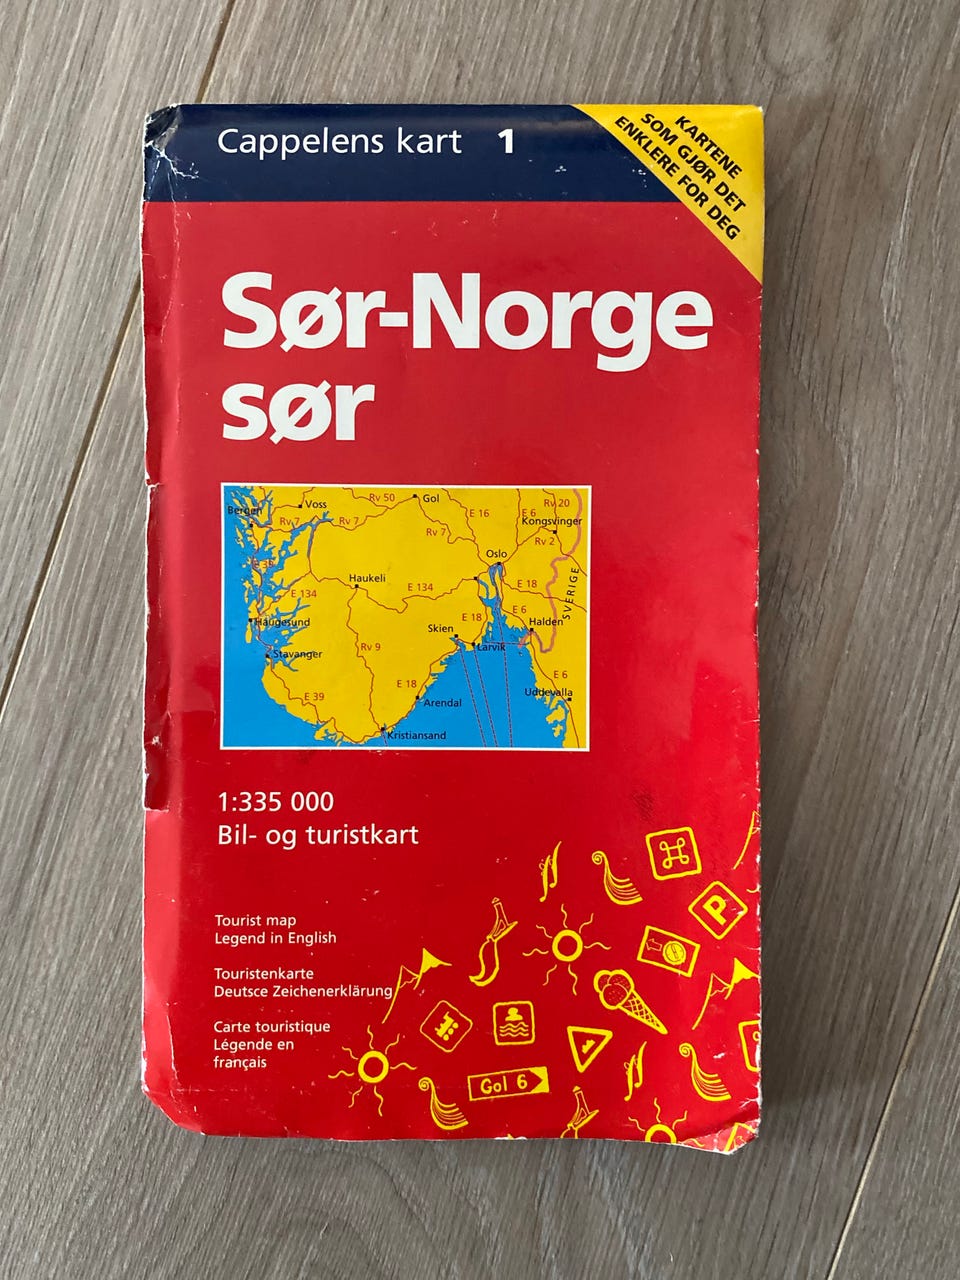 Cappelens kart 1
KARTENE
SOM GJØR DET
ENKLERE FOR DEG
Sør-Norge
sør
Bergen
Voss
Rv 50
Gol
Rv 20
Rv 7
Rv 7
Rv 7
E 16
E 6
Kongsvinger
Rv 2
Oslo
E 39
Haukeli
E 134
E 134
E 18
SVERIGE
Haugesund
E 18
E 6
Halden
Skien
Larvik
Stavanger
Rv 9
E 18
E 6
Uddevalla
E 39
Arendal
Kristiansand
1:335 000
Bil- og turistkart
Tourist map
Legend in English
Touristenkarte
Deutsce Zeichenerklärung
Carte touristique
Légende en
français
P
Gol 6